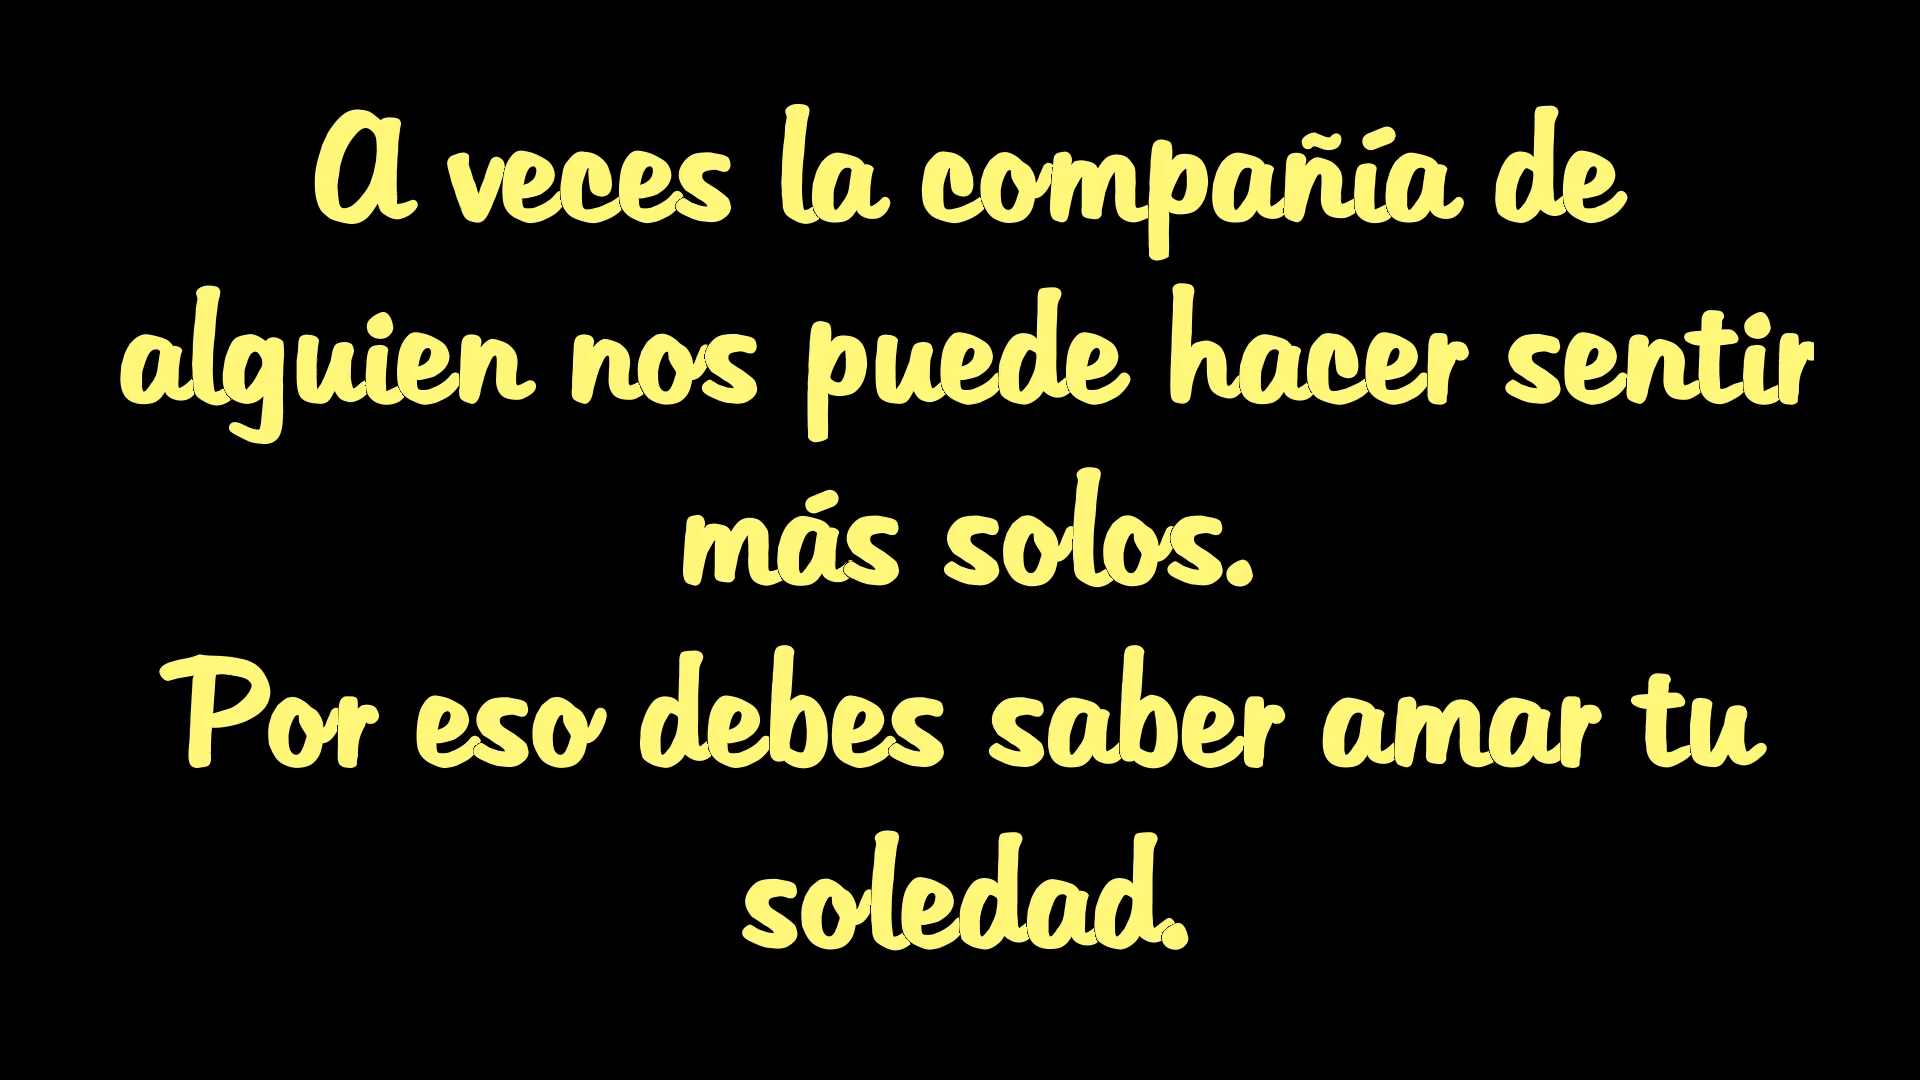 A veces la compañía de
alguien nos puede hacer sentir
más solos.
Por eso debes saber amar tu
soledad.